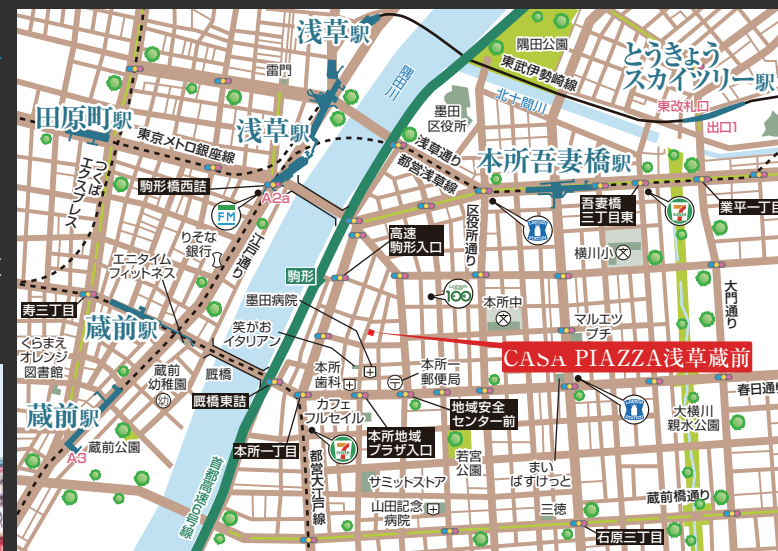 浅草駅
隅田公園
とうきょう
スカイツリー駅
雷門
隅田川
東武伊勢崎線
北十間川
東改札口
出口1
墨田
区役所
田原町駅
浅草駅
東京メトロ銀座線
浅草通り
都営浅草線
本所吾妻橋駅
つくば
エクスプレス
駒形橋西詰
A2a
FM
吾妻橋
三丁目東
業平一丁目
りそな
銀行
江戸通り
高速
駒形入口
区役所通り
横川小
文
エニタイム
フィットネス
駒形
墨田病院
100
本所中
文
大門通り
寿三丁目
蔵前駅
笑がお
イタリアン
マルエツ
プチ
CASA PIAZZA浅草蔵前
くらまえ
オレンジ
図書館
蔵前
幼稚園
幼
厩橋
本所
歯科
本所一
郵便局
春日通り
厩橋東詰
カフェ
フルセイル
地域安全
センター前
大横川
親水公園
蔵前駅
A3
蔵前公園
本所一丁目
本所地域
プラザ入口
若宮
公園
まい
ばすけっと
首都高速6号線
都営大江戸線
サミットストア
山田記念
病院
三徳
蔵前橋通り
石原三丁目